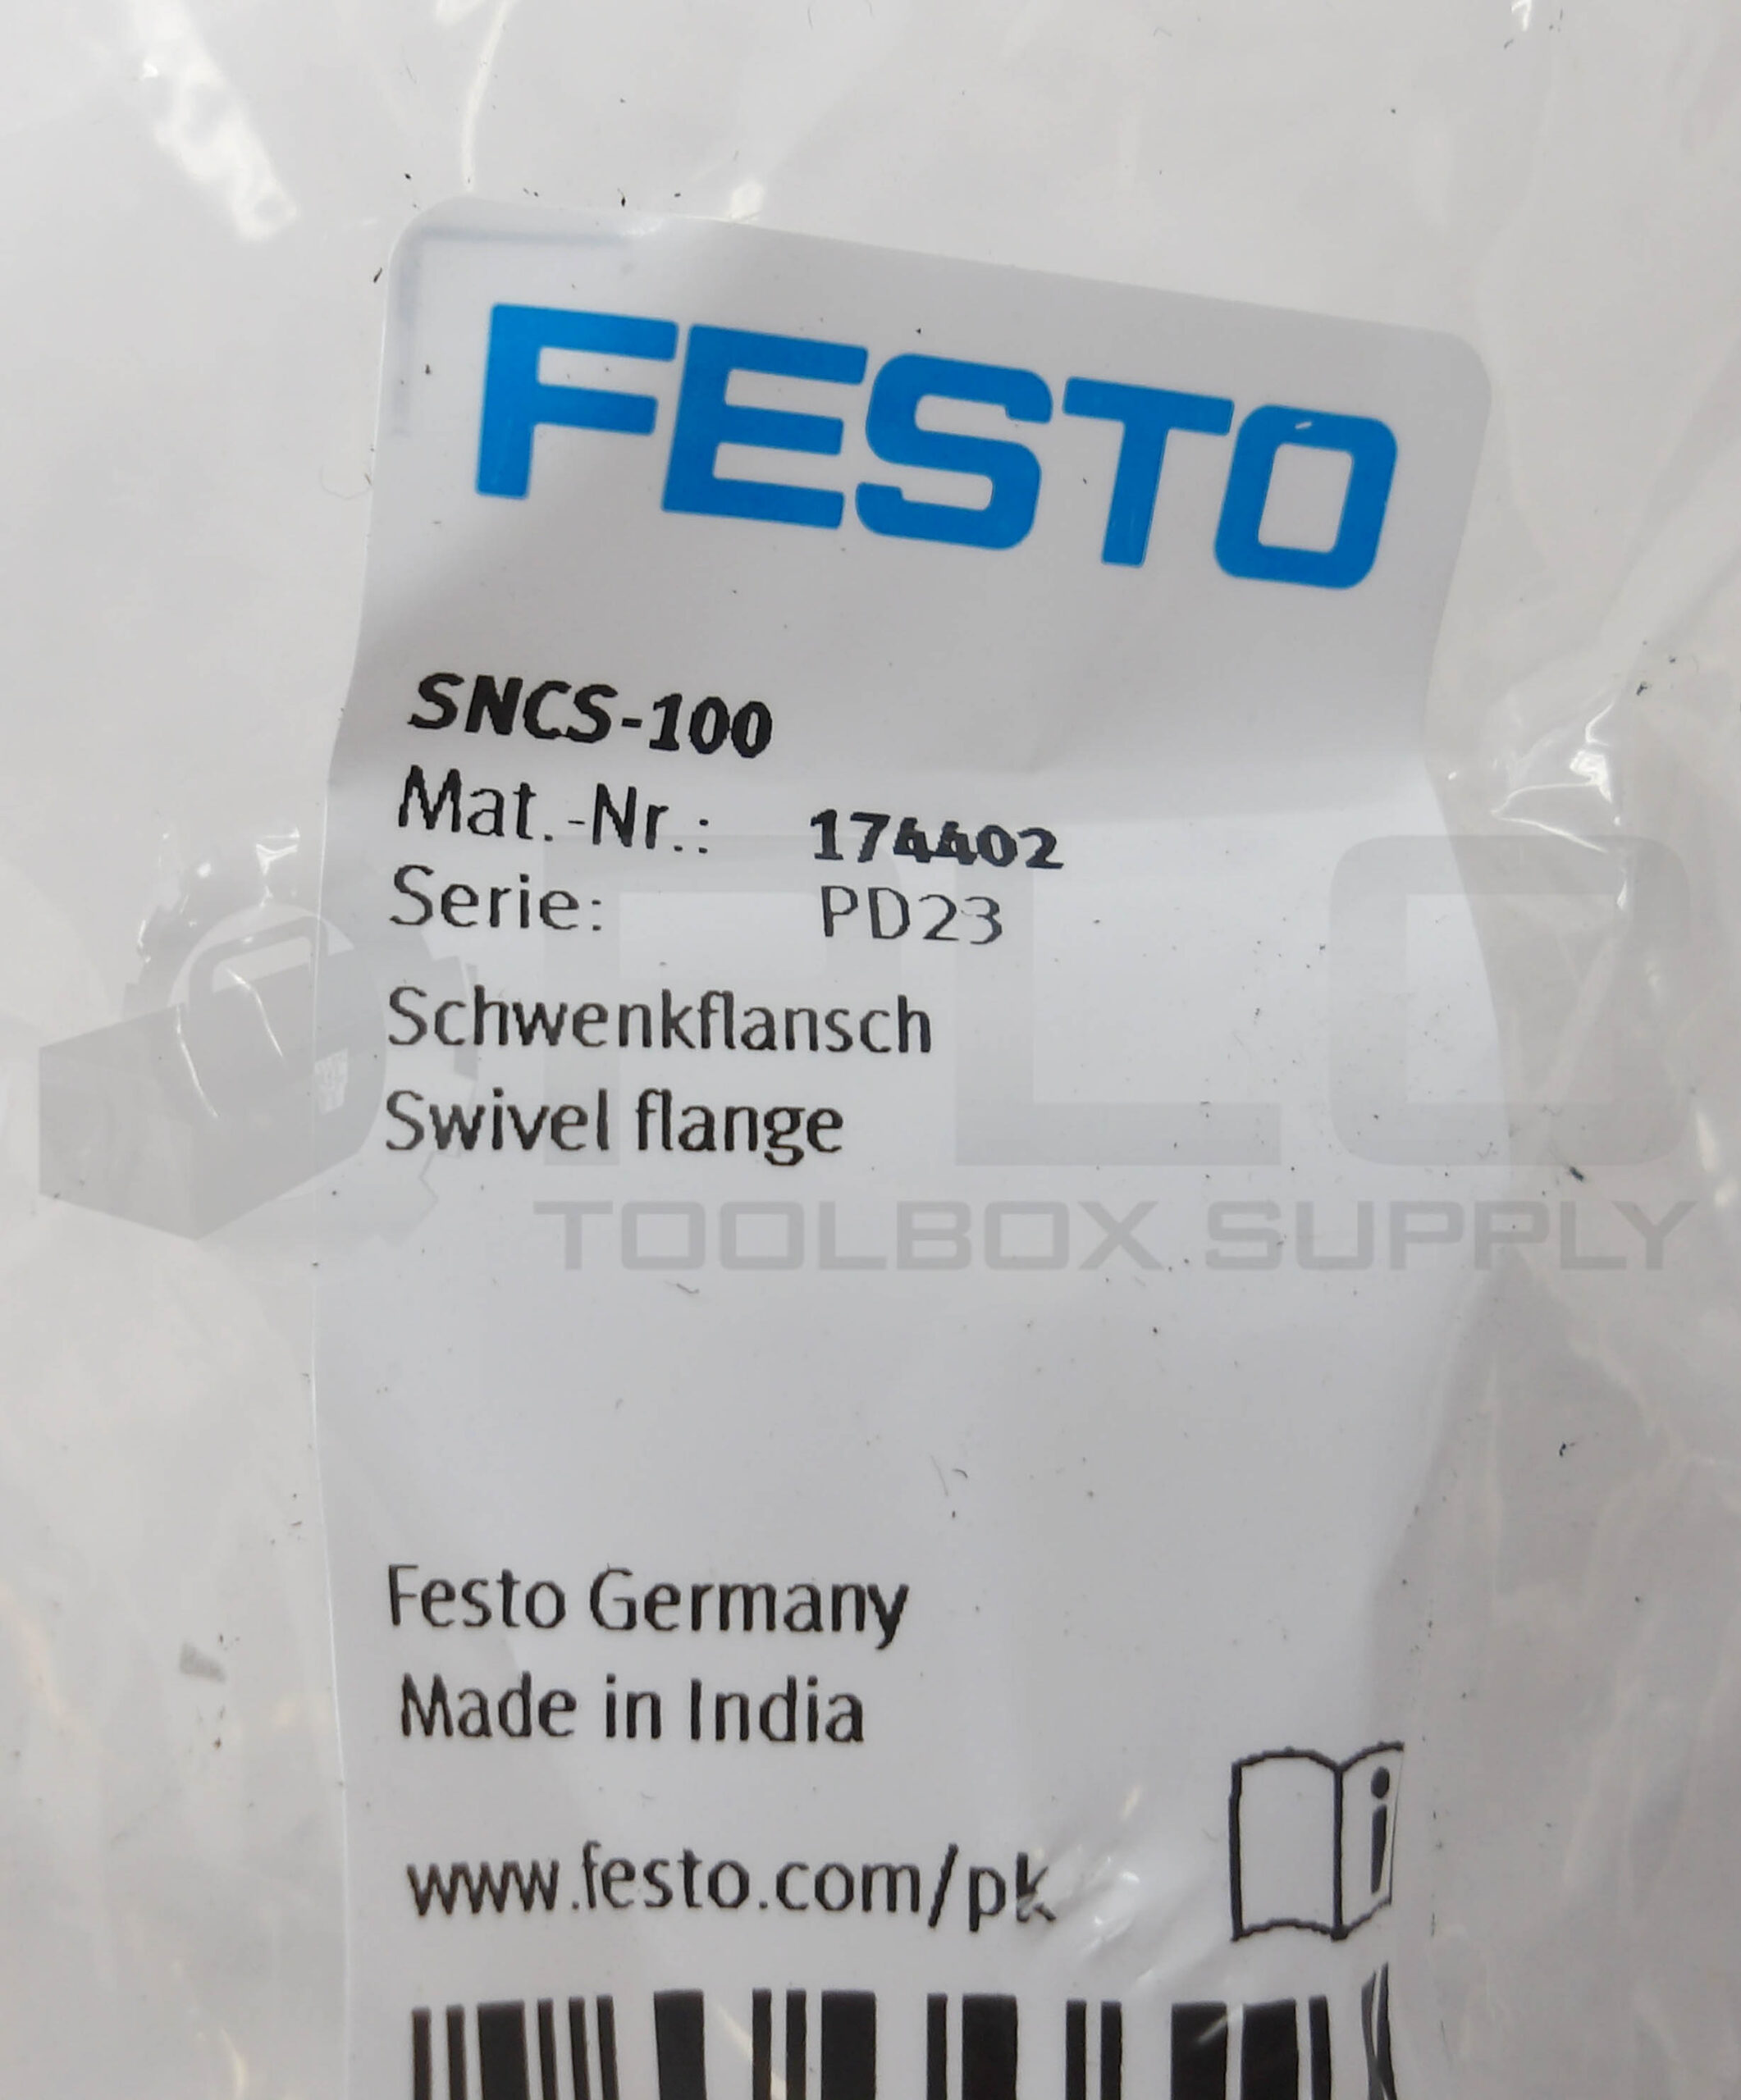 FESTO
SNCS-100
Mat.-Nr.: 174402
Serie: PD23
Schwenkflansch
Swivel flange
PLC
TOOLBOX SUPPLY
Festo Germany
Made in India
www.festo.com/pk
i